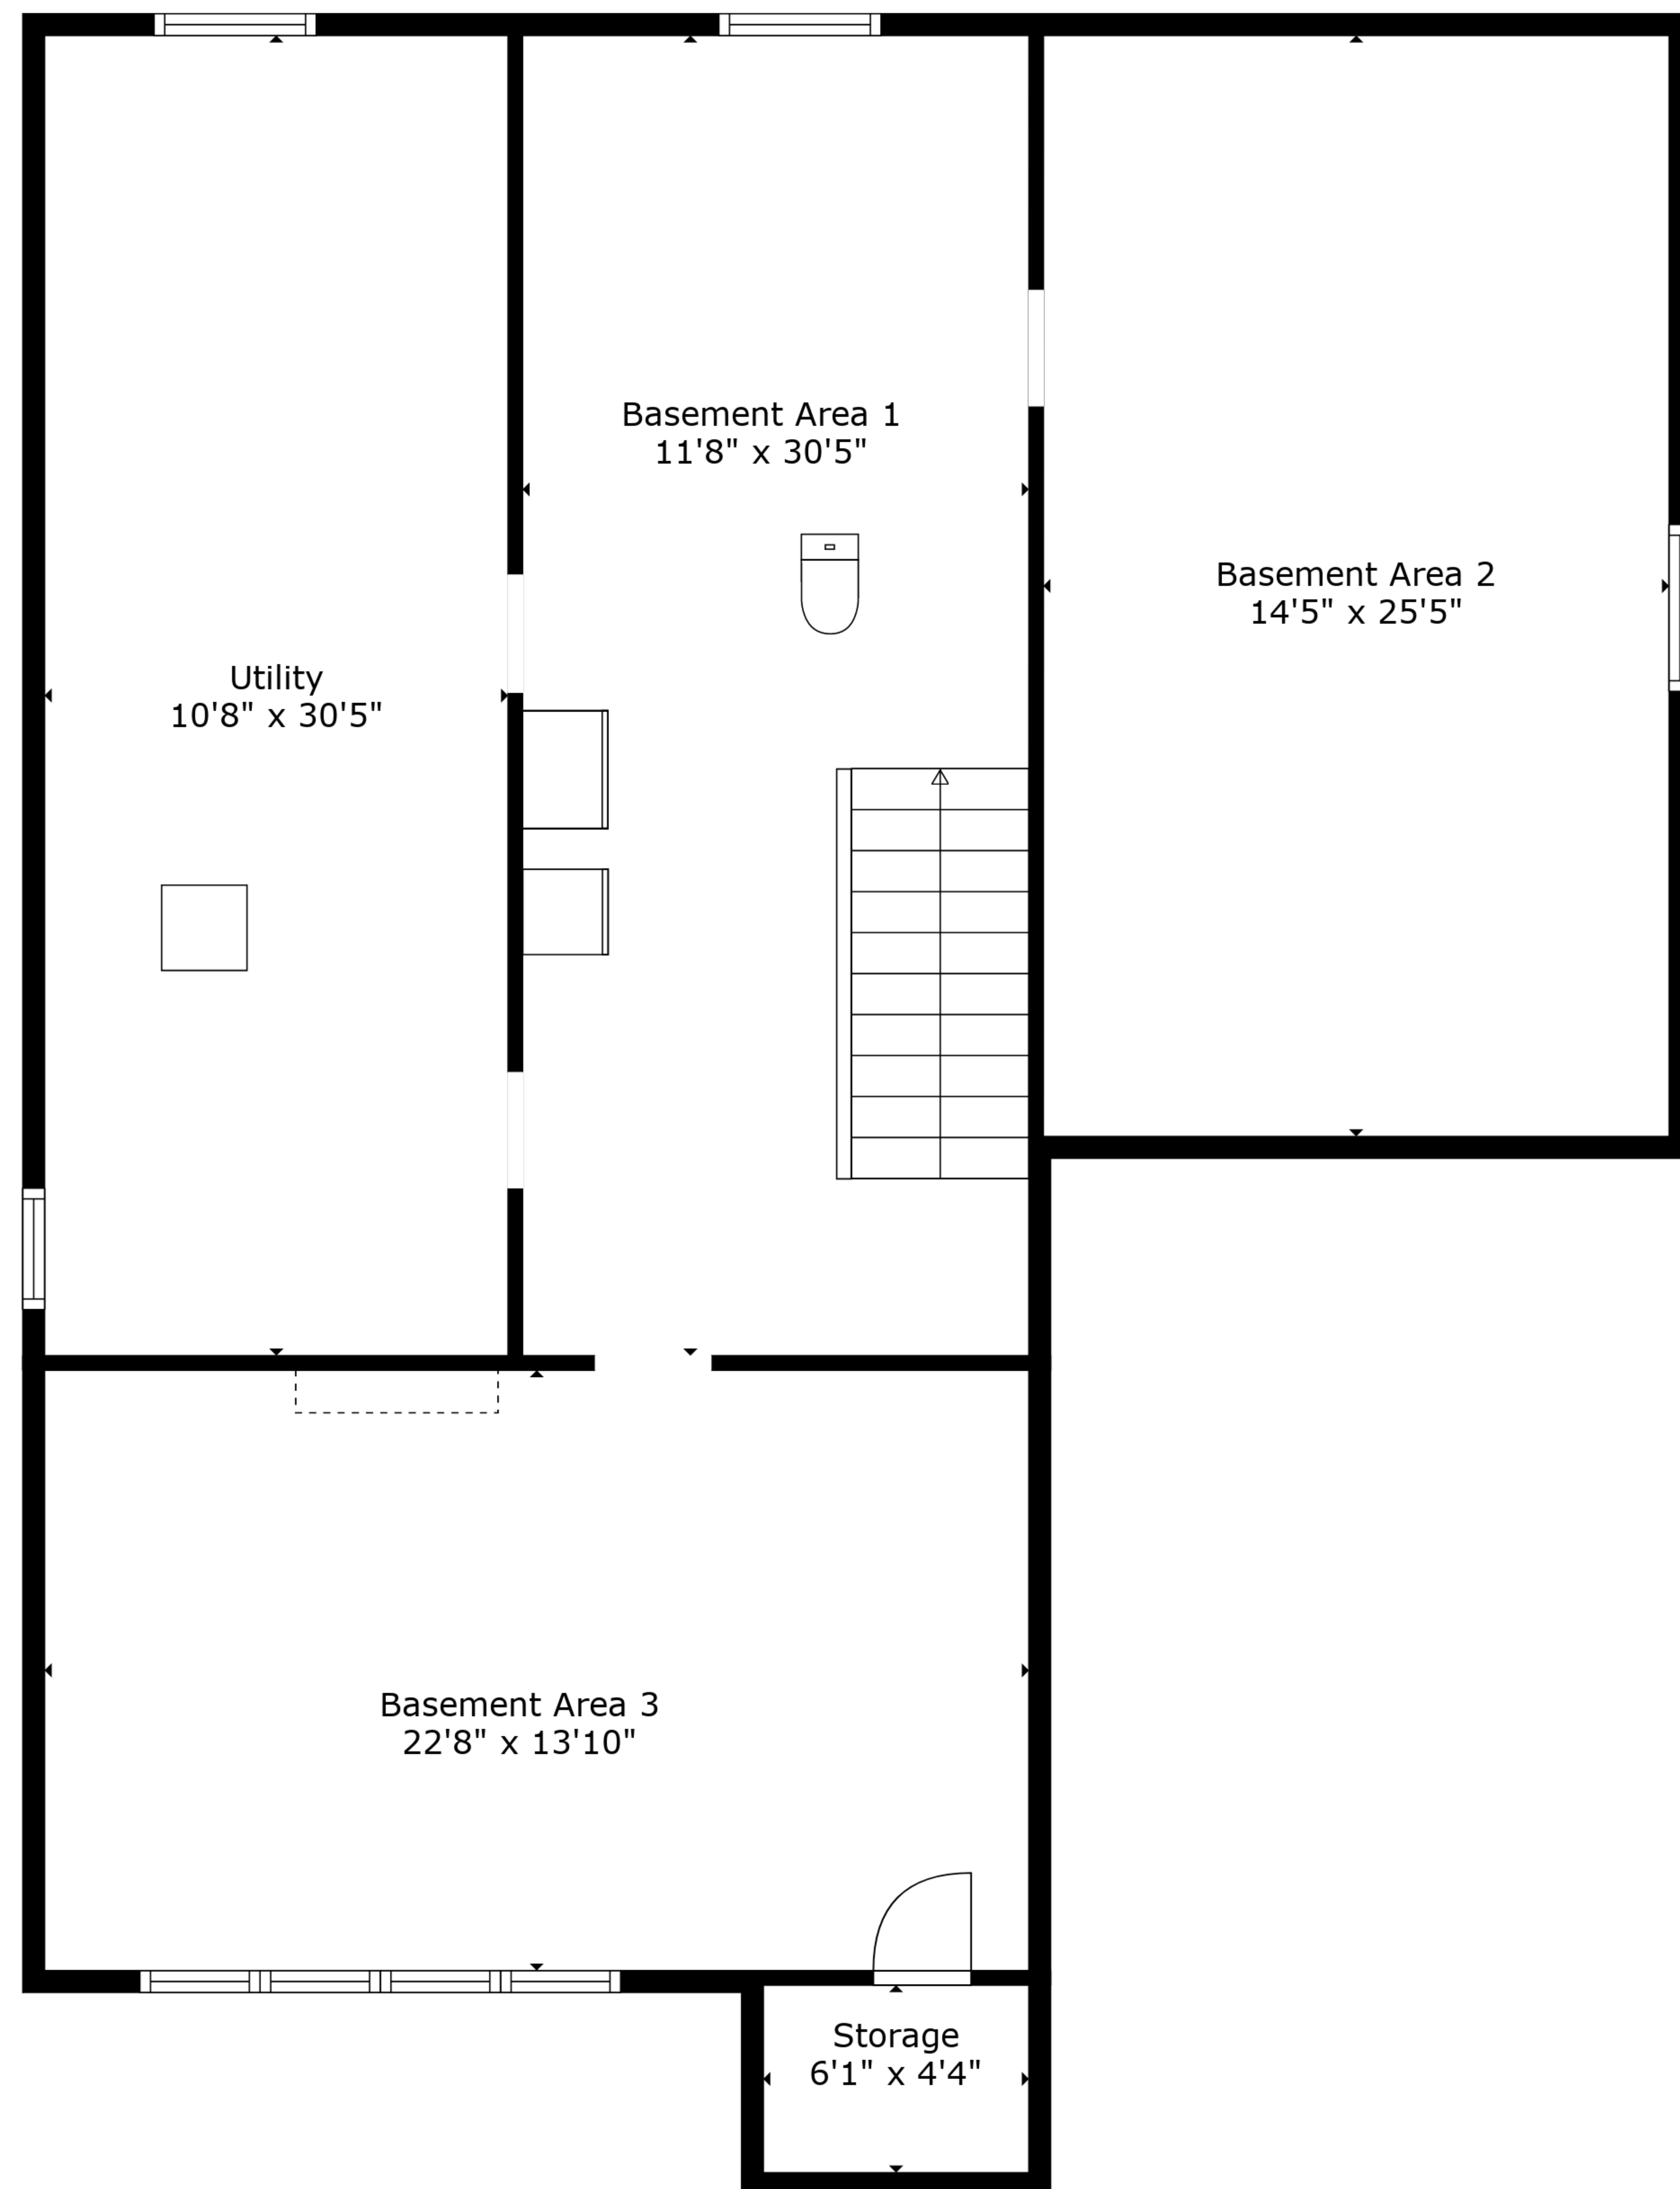 Basement Area 1
11'8" x 30'5"
Basement Area 2
14'5" x 25'5"
Utility
10'8" x 30'5"
Basement Area 3
22'8" x 13'10"
Storage
6'1" x 4'4"